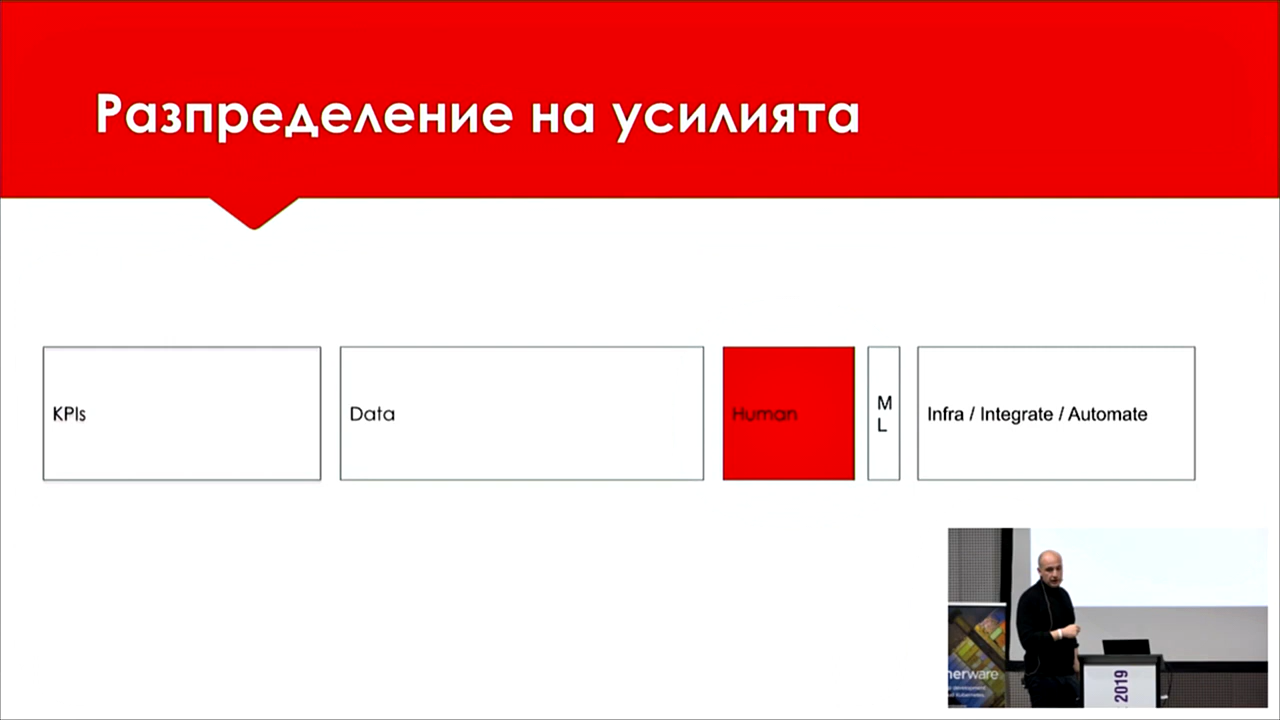 Разпределение на усилията
KPIs
Data
Human
M
L
Infra / Integrate / Automate
2019